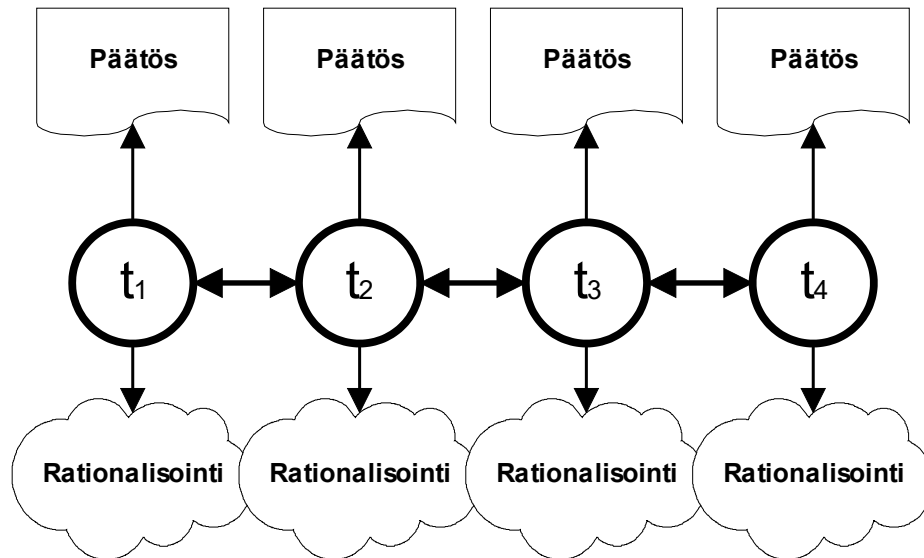 Päätös Päätös Päätös Päätös
t₁ t₂ t₃ t₄
Rationalisointi Rationalisointi Rationalisointi Rationalisointi